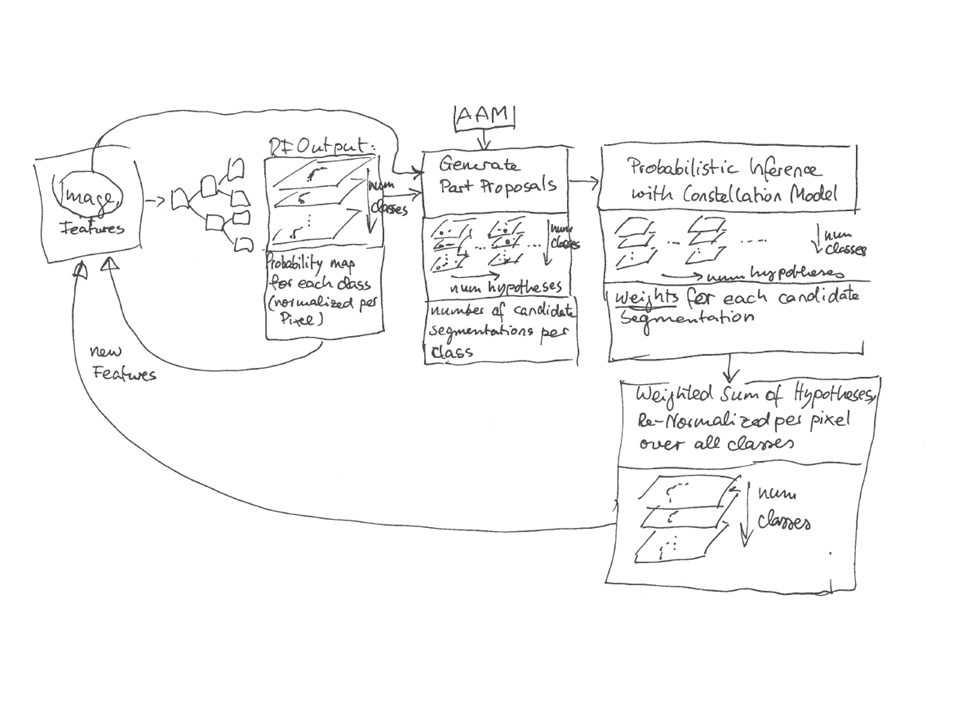 Image,
Features
RF Output:
num
classes
Probability map
for each class
(normalized per
Pixel)
new
Features
AAM
Generate
Part Proposals
num
classes
num hypotheses
number of candidate
segmentations per
class
Probabilistic Inference
with Constellation Model
num
classes
num hypotheses
weights for each candidate
Segmentation
Weighted Sum of Hypotheses,
Re-Normalized per pixel
over all classes
num
classes